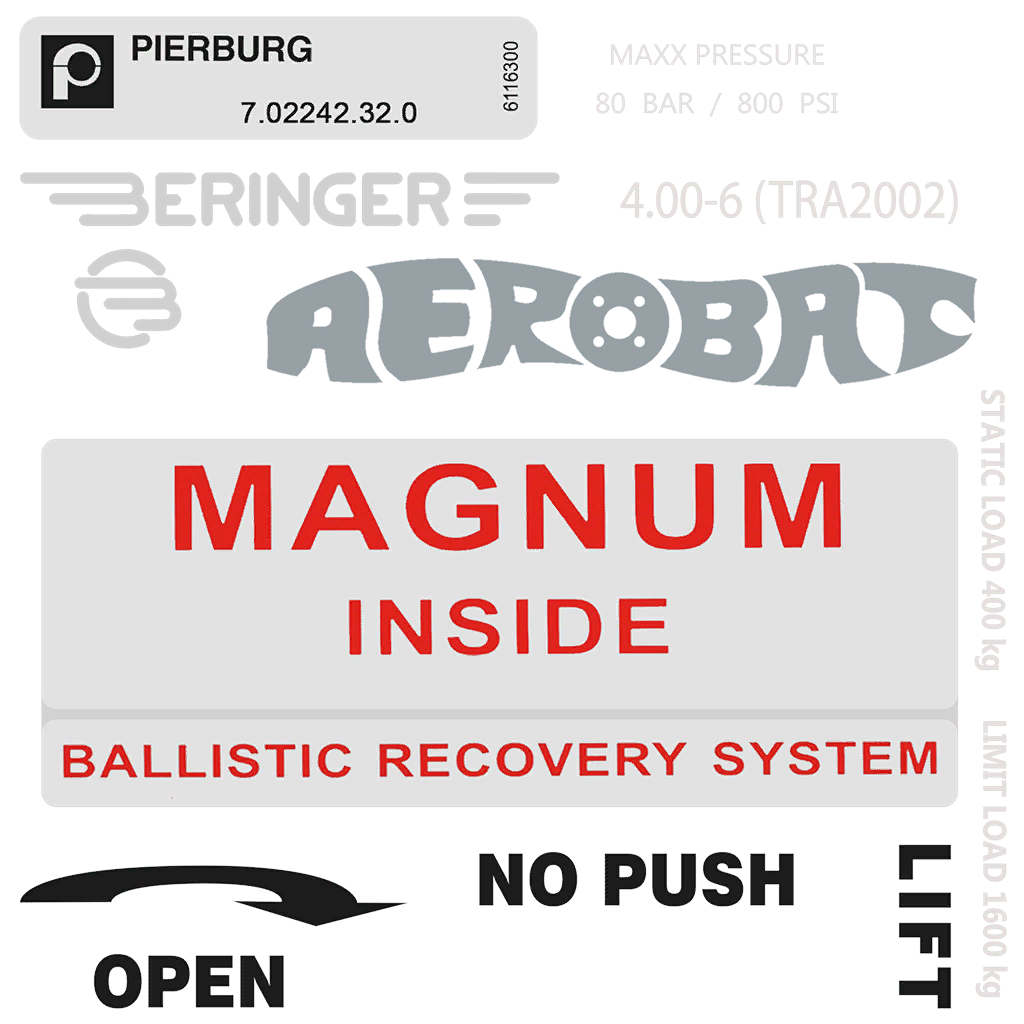 PIERBURG
7.02242.32.0
6116300
MAXX PRESSURE
80 BAR / 800 PSI
BERINGER
4.00-6 (TRA2002)
AEROBAT
STATIC LOAD 400 kg
LIMIT LOAD 1600 kg
MAGNUM
INSIDE
BALLISTIC RECOVERY SYSTEM
NO PUSH
OPEN
LIFT